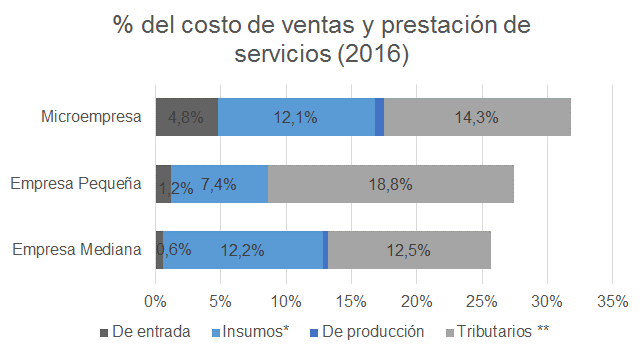 % del costo de ventas y prestación de
servicios (2016)
Microempresa
4,8%
12,1%
14,3%
Empresa Pequeña
1,2%
7,4%
18,8%
Empresa Mediana
0,6%
12,2%
12,5%
0% 5% 10% 15% 20% 25% 30% 35%
De entrada Insumos* De producción Tributarios **